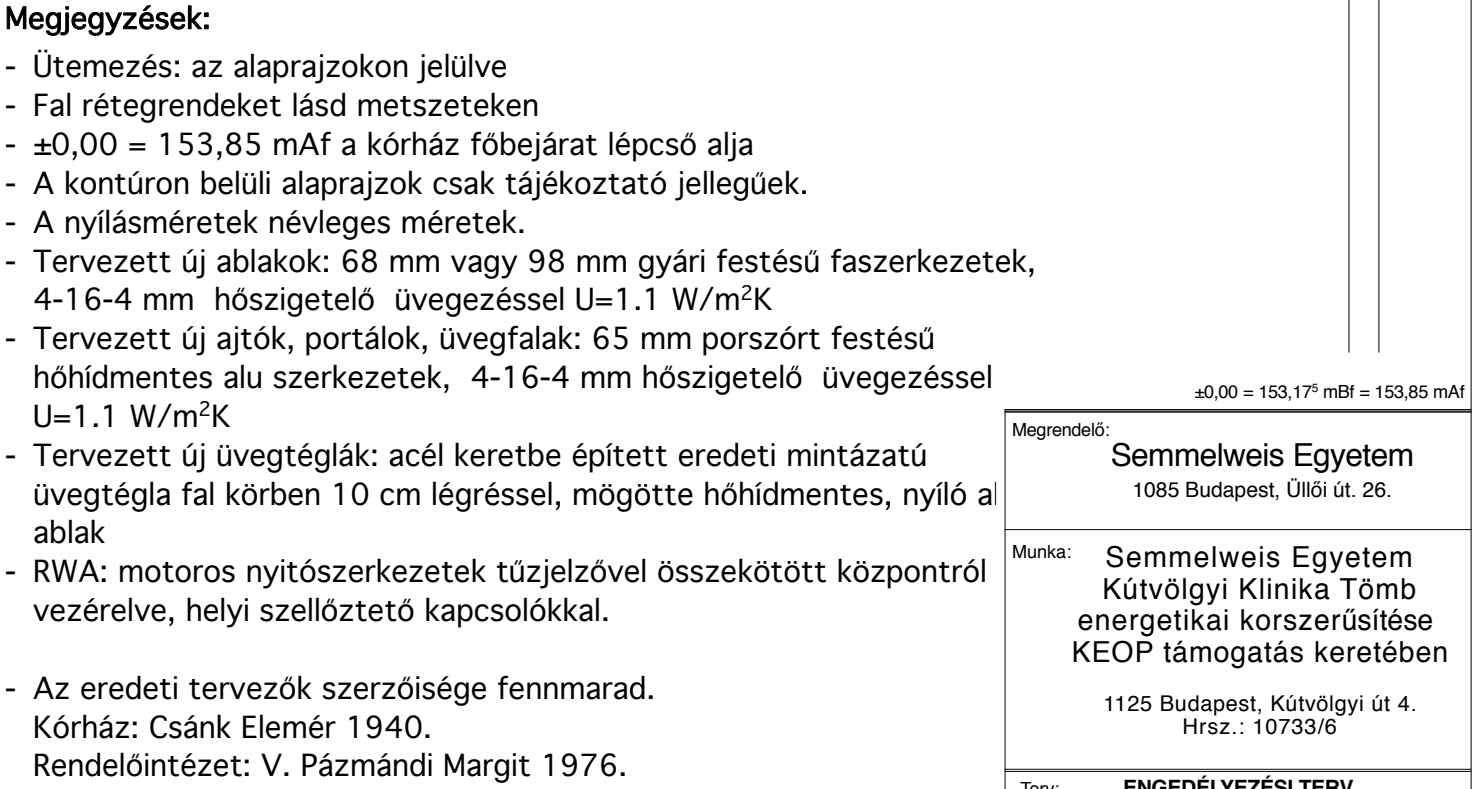 Megjegyzések:
- Ütemezés: az alaprajzokon jelülve
- Fal rétegrendeket lásd metszeteken
- ±0,00 = 153,85 mAf a kórház főbejárat lépcső alja
- A kontúron belüli alaprajzok csak tájékoztató jellegűek.
- A nyílásméretek névleges méretek.
- Tervezett új ablakok: 68 mm vagy 98 mm gyári festésű faszerkezetek,
4-16-4 mm hőszigetelő üvegezéssel U=1.1 W/m²K
- Tervezett új ajtók, portálok, üvegfalak: 65 mm porszórt festésű
hőhídmentes alu szerkezetek, 4-16-4 mm hőszigetelő üvegezéssel
U=1.1 W/m²K
- Tervezett új üvegtéglák: acél keretbe épített eredeti mintázatú
üvegtégla fal körben 10 cm légréssel, mögötte hőhídmentes, nyíló
ablak
- RWA: motoros nyitószerkezetek tűzjelzővel összekötött központról
vezérelve, helyi szellőztető kapcsolókkal.
- Az eredeti tervezők szerzőisége fennmarad.
Kórház: Csánk Elemér 1940.
Rendelőintézet: V. Pázmándi Margit 1976.
±0,00 = 153,17⁵ mBf = 153,85 mAf
Megrendelő:
Semmelweis Egyetem
1085 Budapest, Üllői út. 26.
Munka:
Semmelweis Egyetem
Kútvölgyi Klinika Tömb
energetikai korszerűsítése
KEOP támogatás keretében
1125 Budapest, Kútvölgyi út 4.
Hrsz.: 10733/6
Terv:
ENGEDÉLYEZÉSI TERV